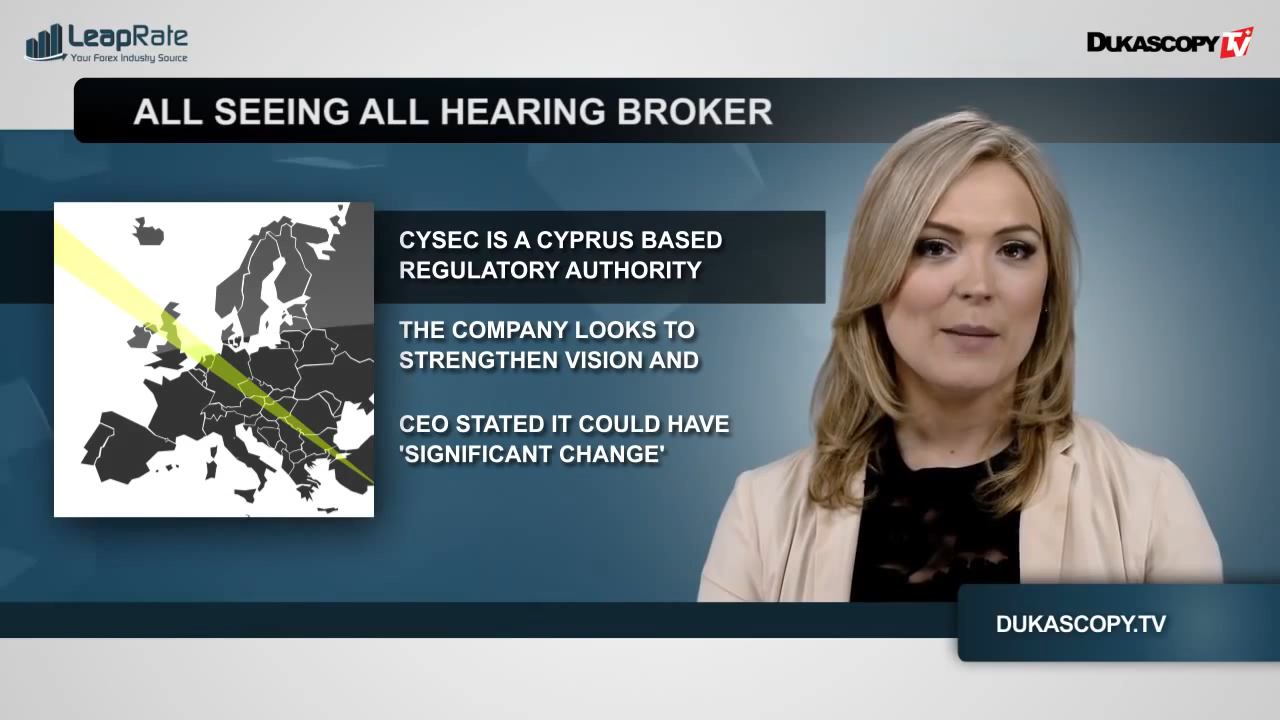 LeapRate
Your Forex Industry Source
DUKASCOPY TV
ALL SEEING ALL HEARING BROKER
CYSEC IS A CYPRUS BASED
REGULATORY AUTHORITY
THE COMPANY LOOKS TO
STRENGTHEN VISION AND
CEO STATED IT COULD HAVE
'SIGNIFICANT CHANGE'
DUKASCOPY.TV